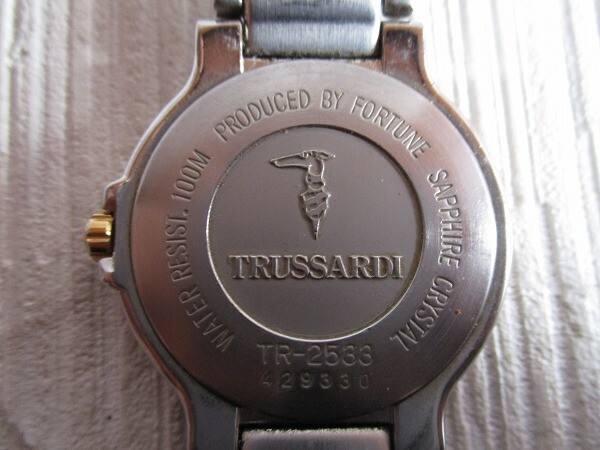 WATER RESIST. 100M PRODUCED BY FORTUNE SAPPHIRE CRYSTAL
TRUSSARDI
TR-2533
429330